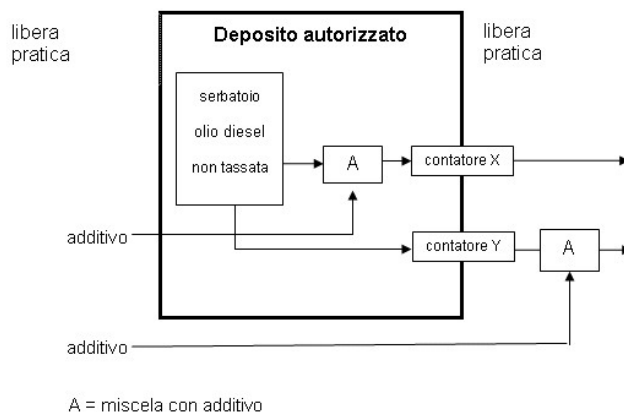 libera
pratica
Deposito autorizzato
libera
pratica
serbatoio
olio diesel
non tassata
A
contatore X
additivo
contatore Y
A
additivo
A = miscela con additivo